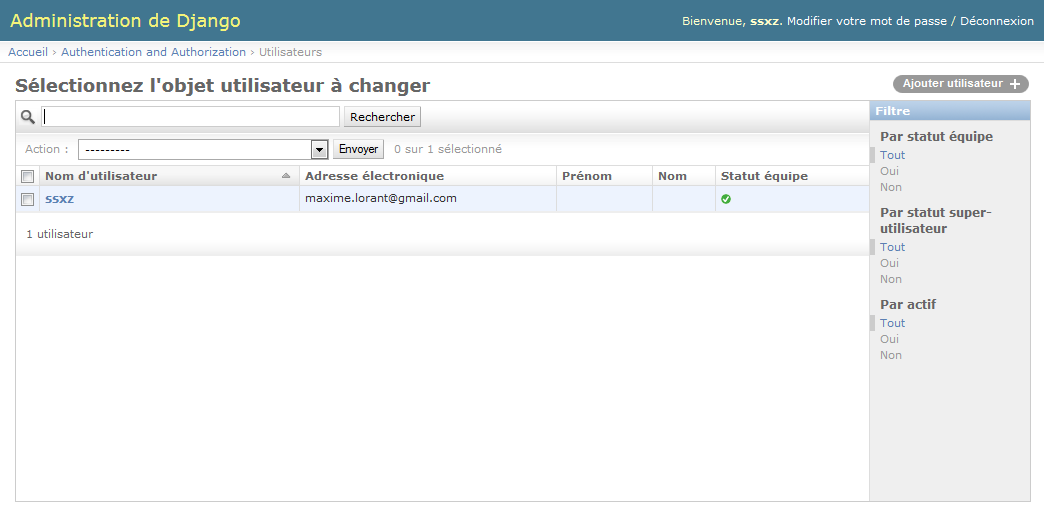 Administration de Django
Bienvenue, ssxz. Modifier votre mot de passe / Déconnexion
Accueil › Authentication and Authorization › Utilisateurs
Sélectionnez l'objet utilisateur à changer
Ajouter utilisateur +
Rechercher
Action : --------- Envoyer 0 sur 1 sélectionné
Nom d'utilisateur Adresse électronique Prénom Nom Statut équipe
ssxz maxime.lorant@gmail.com
1 utilisateur
Filtre
Par statut équipe
Tout
Oui
Non
Par statut super-
utilisateur
Tout
Oui
Non
Par actif
Tout
Oui
Non